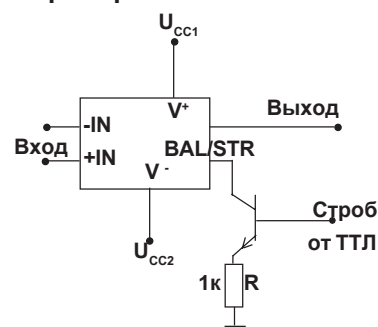 U CC1
V+
Выход
-IN
Вход
+IN
BAL/STR
V -
Строб
от ТТЛ
U CC2
1к
R